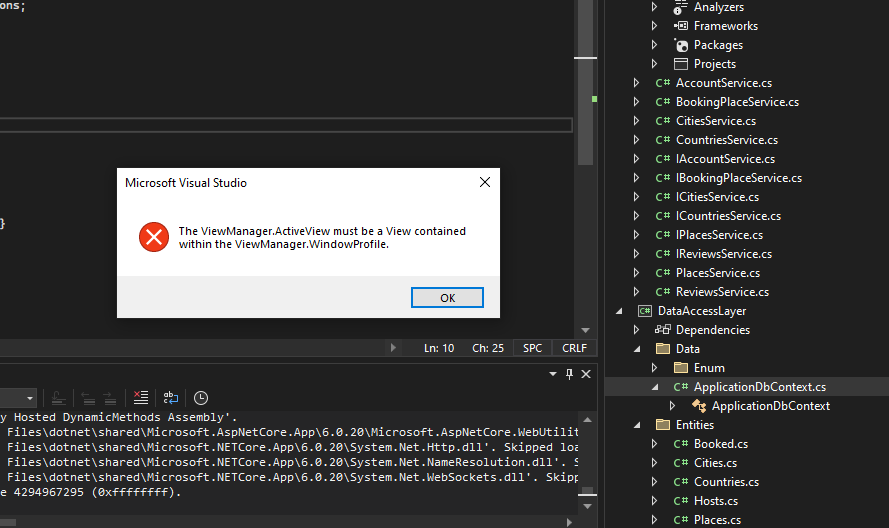 ons;
}
Microsoft Visual Studio
The ViewManager.ActiveView must be a View contained
within the ViewManager.WindowProfile.
OK
Ln: 10 Ch: 25 SPC CRLF
y Hosted DynamicMethods Assembly'.
Files\dotnet\shared\Microsoft.AspNetCore.App\6.0.20\Microsoft.AspNetCore.WebUtilit
Files\dotnet\shared\Microsoft.NETCore.App\6.0.20\System.Net.Http.dll'. Skipped loa
Files\dotnet\shared\Microsoft.NETCore.App\6.0.20\System.Net.NameResolution.dll'. S
Files\dotnet\shared\Microsoft.NETCore.App\6.0.20\System.Net.WebSockets.dll'. Skipp
e 4294967295 (0xffffffff).
Analyzers
Frameworks
Packages
Projects
C# AccountService.cs
C# BookingPlaceService.cs
C# CitiesService.cs
C# CountriesService.cs
C# IAccountService.cs
C# IBookingPlaceService.cs
C# ICitiesService.cs
C# ICountriesService.cs
C# IPlacesService.cs
C# IReviewsService.cs
C# PlacesService.cs
C# ReviewsService.cs
C# DataAccessLayer
Dependencies
Data
Enum
C# ApplicationDbContext.cs
ApplicationDbContext
Entities
C# Booked.cs
C# Cities.cs
C# Countries.cs
C# Hosts.cs
C# Places.cs